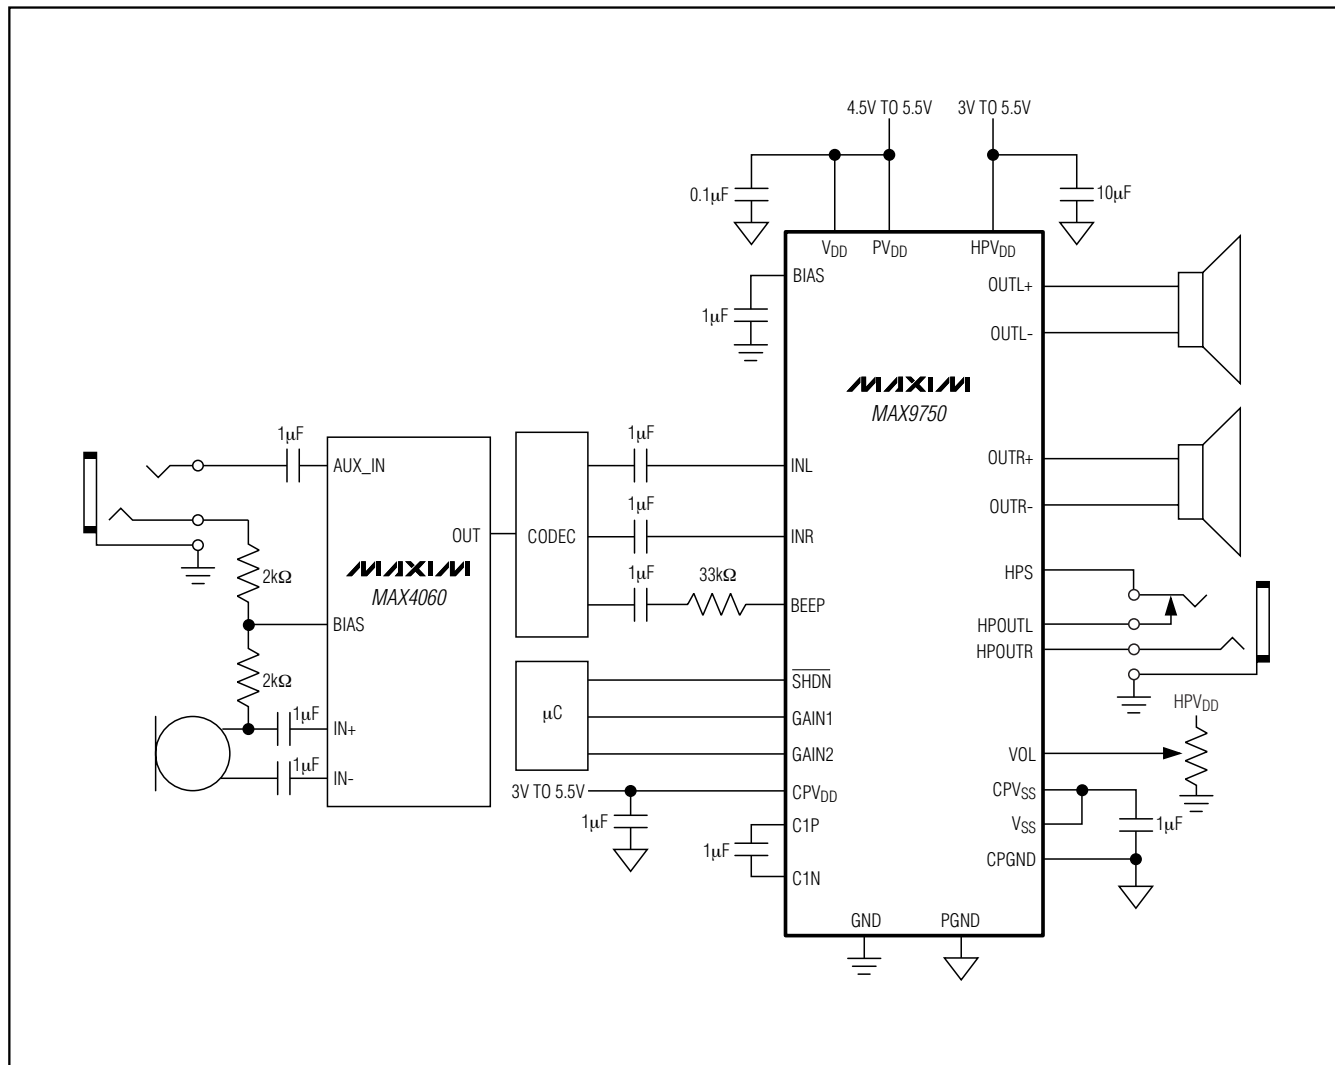 4.5V TO 5.5V
3V TO 5.5V
0.1μF
10μF
VDD
PVDD
HPVDD
BIAS
1μF
OUTL+
OUTL-
MAXIM
MAX9750
1μF
AUX_IN
OUT
MAXIM
MAX4060
2kΩ
BIAS
2kΩ
1μF
IN+
1μF
IN-
CODEC
1μF
INL
1μF
INR
1μF
33kΩ
BEEP
OUTR+
OUTR-
HPS
HPOUTL
HPOUTR
μC
SHDN
GAIN1
GAIN2
3V TO 5.5V
CPVDD
1μF
C1P
1μF
C1N
HPVDD
VOL
CPVSS
VSS
1μF
CPGND
GND
PGND